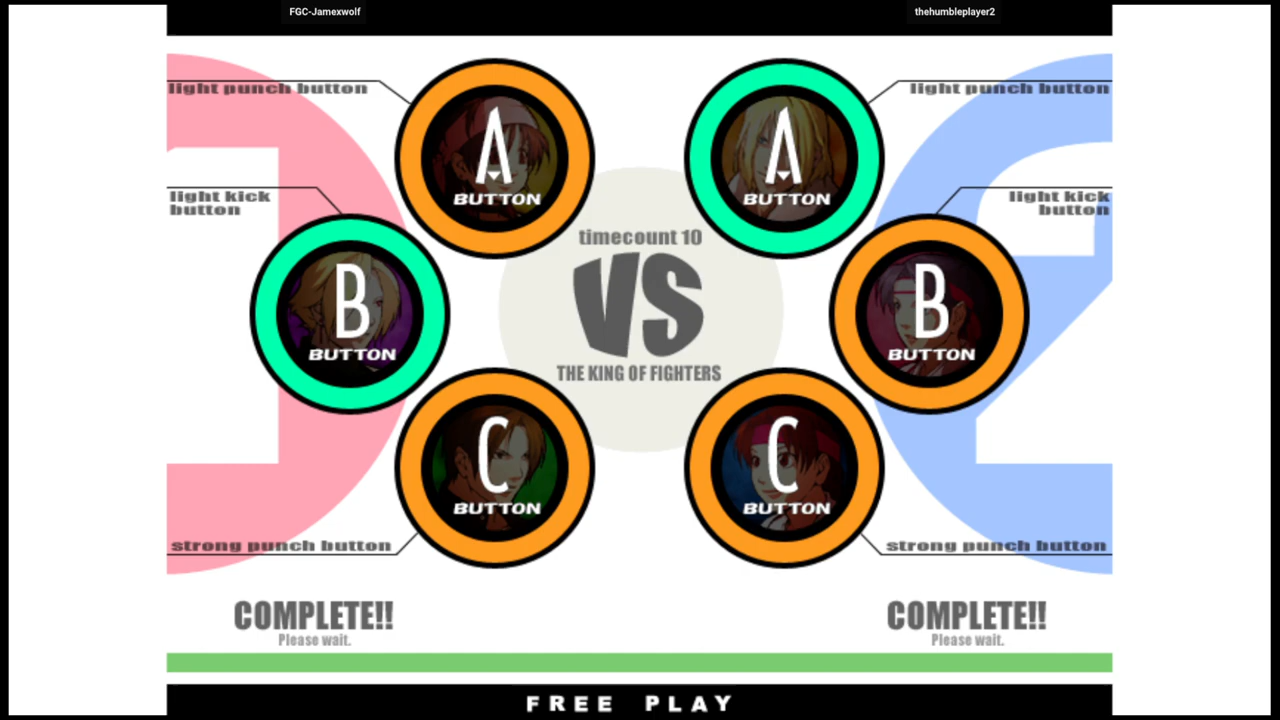 FGC-Jamexwolf
thehumbleplayer2
light punch button
light punch button
A
BUTTON
A
BUTTON
light kick
button
light kick
button
timecount 10
VS
THE KING OF FIGHTERS
B
BUTTON
B
BUTTON
C
BUTTON
C
BUTTON
strong punch button
strong punch button
COMPLETE!!
Please wait.
COMPLETE!!
Please wait.
FREE PLAY